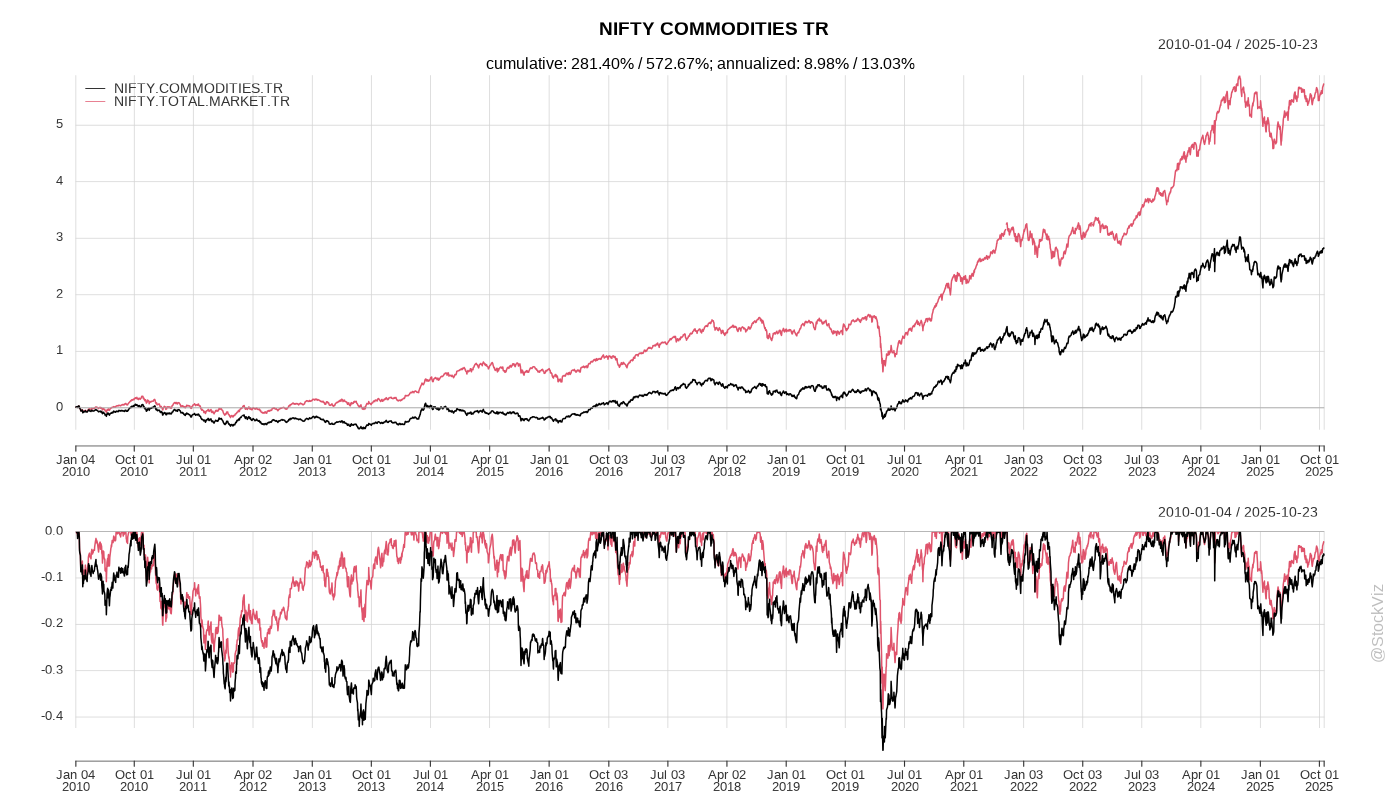 NIFTY COMMODITIES TR
2010-01-04 / 2025-10-23
cumulative: 281.40% / 572.67%; annualized: 8.98% / 13.03%
NIFTY.COMMODITIES.TR
NIFTY.TOTAL.MARKET.TR
5
4
3
2
1
0
Jan 04 Oct 01 Jul 01 Apr 02 Jan 01 Oct 01 Jul 01 Apr 01 Jan 01 Oct 03 Jul 03 Apr 02 Jan 01 Oct 01 Jul 01 Apr 01 Jan 03 Oct 03 Jul 03 Apr 01 Jan 01 Oct 01
2010 2010 2011 2012 2013 2013 2014 2015 2016 2016 2017 2018 2019 2019 2020 2021 2022 2022 2023 2024 2025 2025
2010-01-04 / 2025-10-23
0.0
-0.1
-0.2
-0.3
-0.4
Jan 04 Oct 01 Jul 01 Apr 02 Jan 01 Oct 01 Jul 01 Apr 01 Jan 01 Oct 03 Jul 03 Apr 02 Jan 01 Oct 01 Jul 01 Apr 01 Jan 03 Oct 03 Jul 03 Apr 01 Jan 01 Oct 01
2010 2010 2011 2012 2013 2013 2014 2015 2016 2016 2017 2018 2019 2019 2020 2021 2022 2022 2023 2024 2025 2025
@StockViz